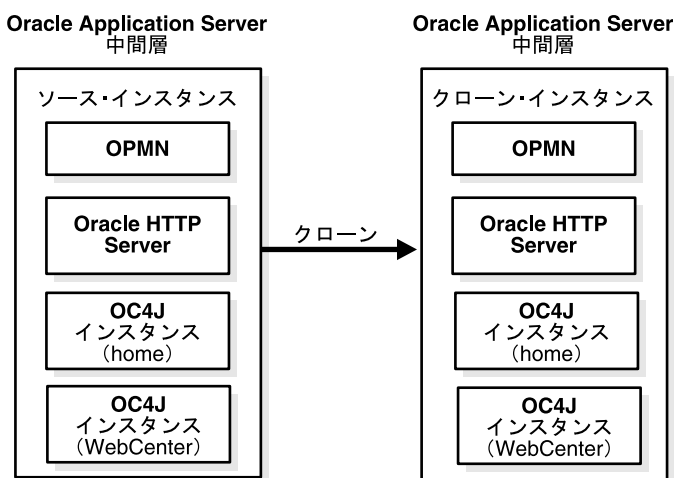 Oracle Application Server
中間層
ソース・インスタンス
OPMN
Oracle HTTP
Server
OC4J
インスタンス
(home)
OC4J
インスタンス
(WebCenter)
クローン
Oracle Application Server
中間層
クローン・インスタンス
OPMN
Oracle HTTP
Server
OC4J
インスタンス
(home)
OC4J
インスタンス
(WebCenter)